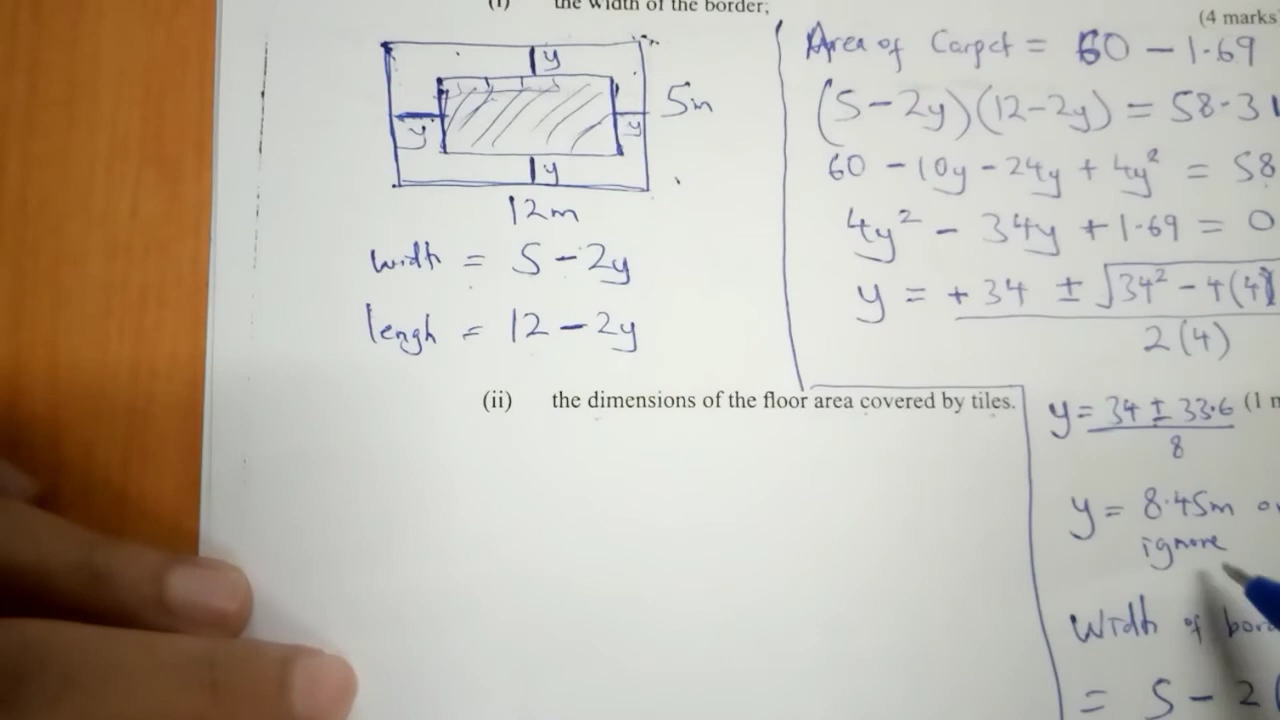 (i) the width of the border;
(4 marks
y
5m
y
y
y
12m
width = 5 - 2y
lengh = 12 - 2y
Area of Carpet = 60 - 1.69
(5-2y)(12-2y) = 58.31
60 - 10y - 24y + 4y² = 58
4y² - 34y + 1.69 = 0
y = + 34 ± √34² - 4(4)
2(4)
(ii) the dimensions of the floor area covered by tiles.
(1 m
y = 34 ± 33.6
8
y = 8.45m or
ignore
Width of bord
= 5 - 2(